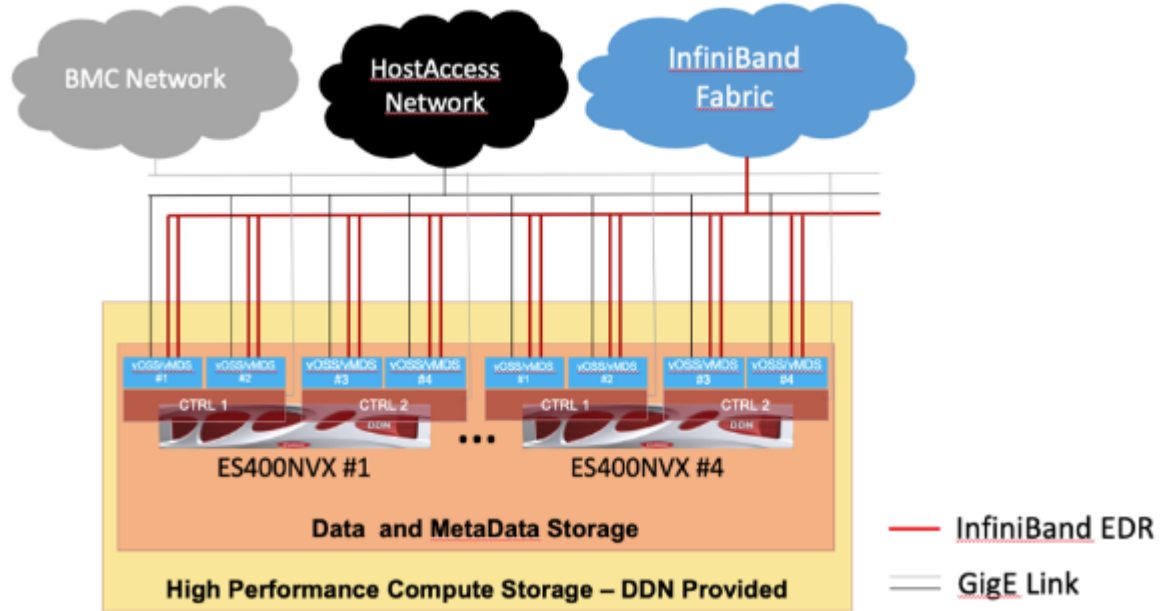 BMC Network
HostAccess
Network
InfiniBand
Fabric
vOSS/vMDS
#1
vOSS/vMDS
#2
vOSS/vMDS
#3
vOSS/vMDS
#4
vOSS/vMDS
#1
vOSS/vMDS
#2
vOSS/vMDS
#3
vOSS/vMDS
#4
CTRL 1
CTRL 2
CTRL 1
CTRL 2
DDN
DDN
...
ES400NVX #1
ES400NVX #4
Data and MetaData Storage
High Performance Compute Storage – DDN Provided
InfiniBand EDR
GigE Link